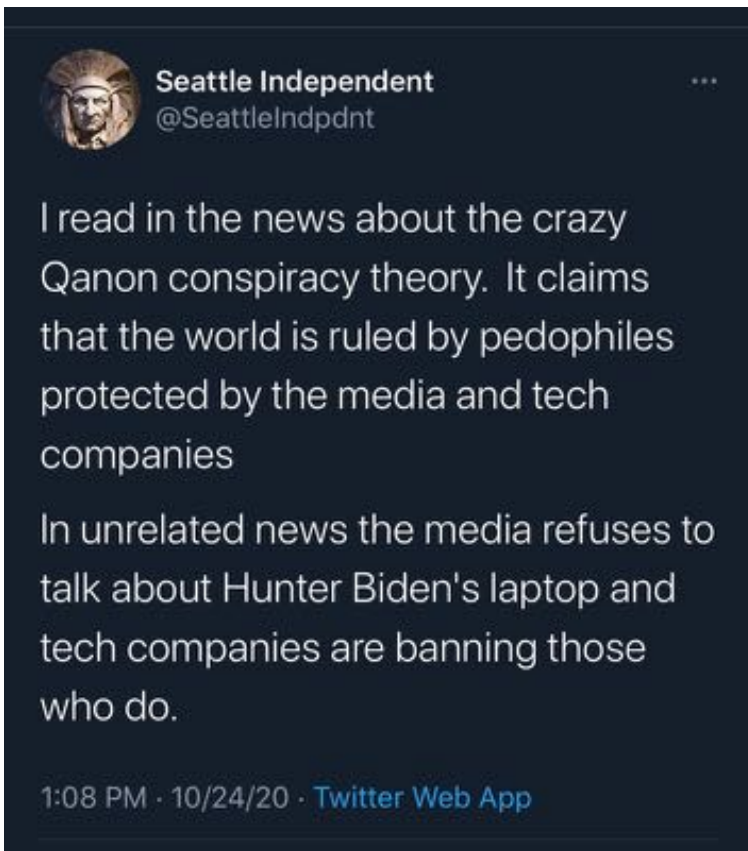 Seattle Independent
@SeattleIndpdnt
I read in the news about the crazy
Qanon conspiracy theory.  It claims
that the world is ruled by pedophiles
protected by the media and tech
companies
In unrelated news the media refuses to
talk about Hunter Biden's laptop and
tech companies are banning those
who do.
1:08 PM · 10/24/20 · Twitter Web App